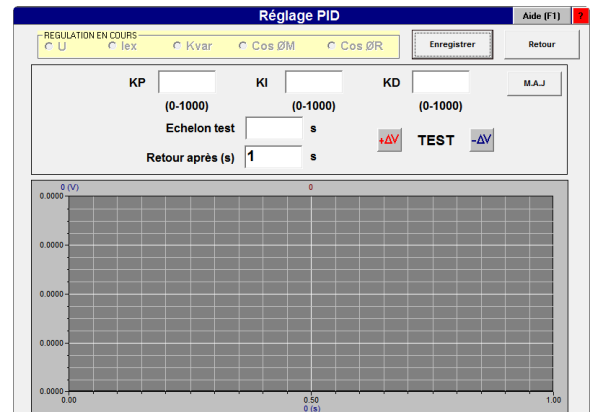 Réglage PID Aide (F1) ?
REGULATION EN COURS
U Iex Kvar Cos ØM Cos ØR Enregistrer Retour
KP KI KD M.A.J
(0-1000) (0-1000) (0-1000)
Echelon test s
+ΔV TEST -ΔV
Retour après (s) 1 s
0 (V) 0
0.0000
0.0000
0.0000
0.0000
0.0000
0.00 0.50 1.00
0 (s)